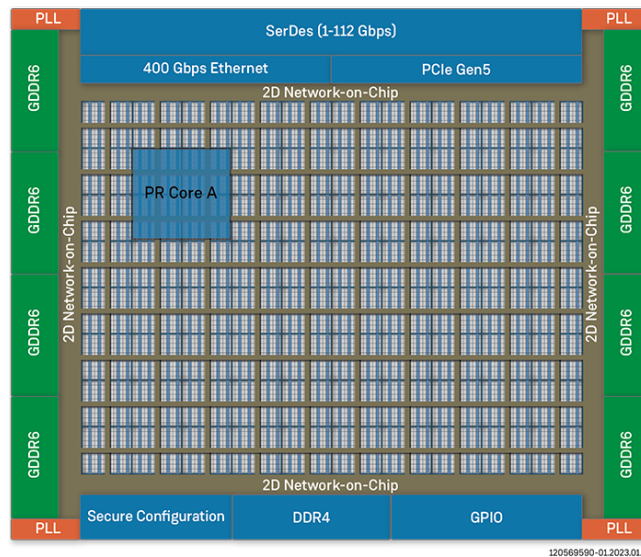 PLL
SerDes (1-112 Gbps)
PLL
400 Gbps Ethernet
PCIe Gen5
2D Network-on-Chip
GDDR6
GDDR6
GDDR6
GDDR6
2D Network-on-Chip
PR Core A
2D Network-on-Chip
GDDR6
GDDR6
GDDR6
GDDR6
2D Network-on-Chip
Secure Configuration
DDR4
GPIO
PLL
PLL
120569590-01.2023.01